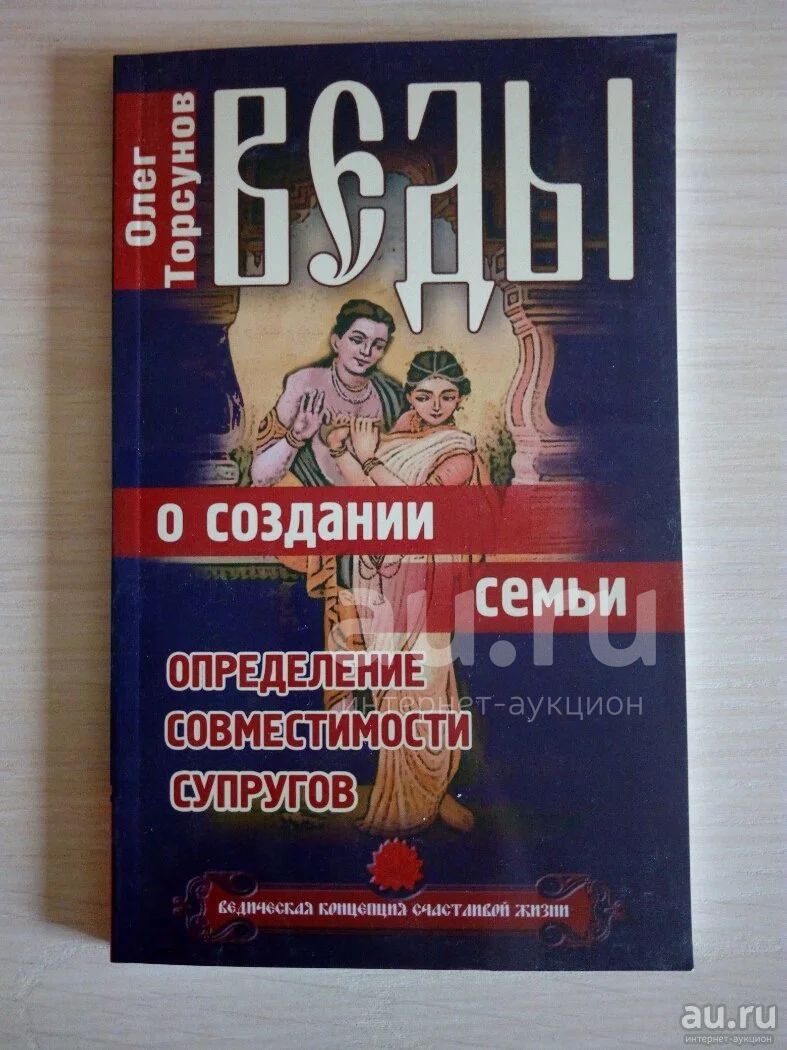 Олег
Торсунов
ВЕДЫ
о создании
семьи
ОПРЕДЕЛЕНИЕ
СОВМЕСТИМОСТИ
СУПРУГОВ
ВЕДИЧЕСКАЯ КОНЦЕПЦИЯ СЧАСТЛИВОЙ ЖИЗНИ
au.ru
интернет-аукцион
au.ru
интернет-аукцион